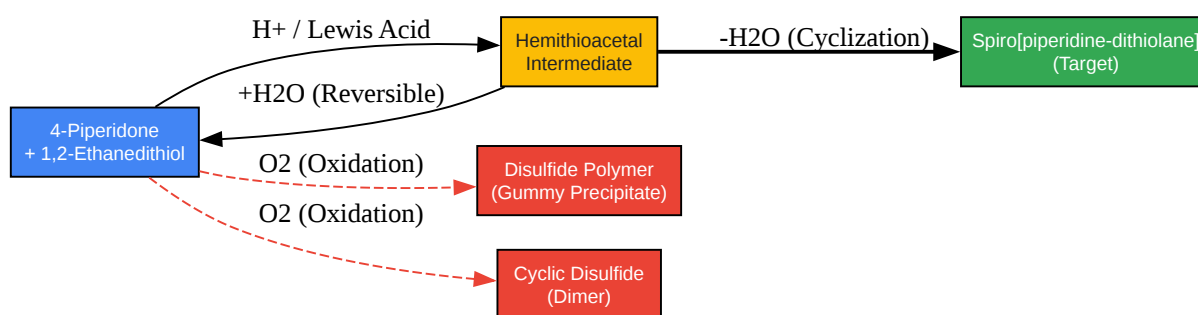 H+ / Lewis Acid
Hemithioacetal
Intermediate
-H2O (Cyclization)
Spiro[piperidine-dithiolane]
(Target)
+H2O (Reversible)
4-Piperidone
+ 1,2-Ethanedithiol
O2 (Oxidation)
Disulfide Polymer
(Gummy Precipitate)
O2 (Oxidation)
Cyclic Disulfide
(Dimer)